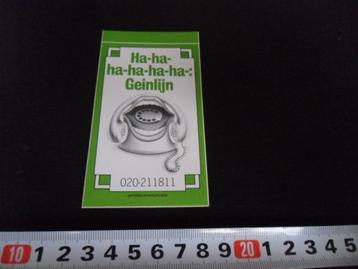 Ha-ha-
ha-ha-ha-ha-:
Geinlijn
020-211811
10 1 2 3 4 5 6 7 8 9 20 1 2 3 4 5